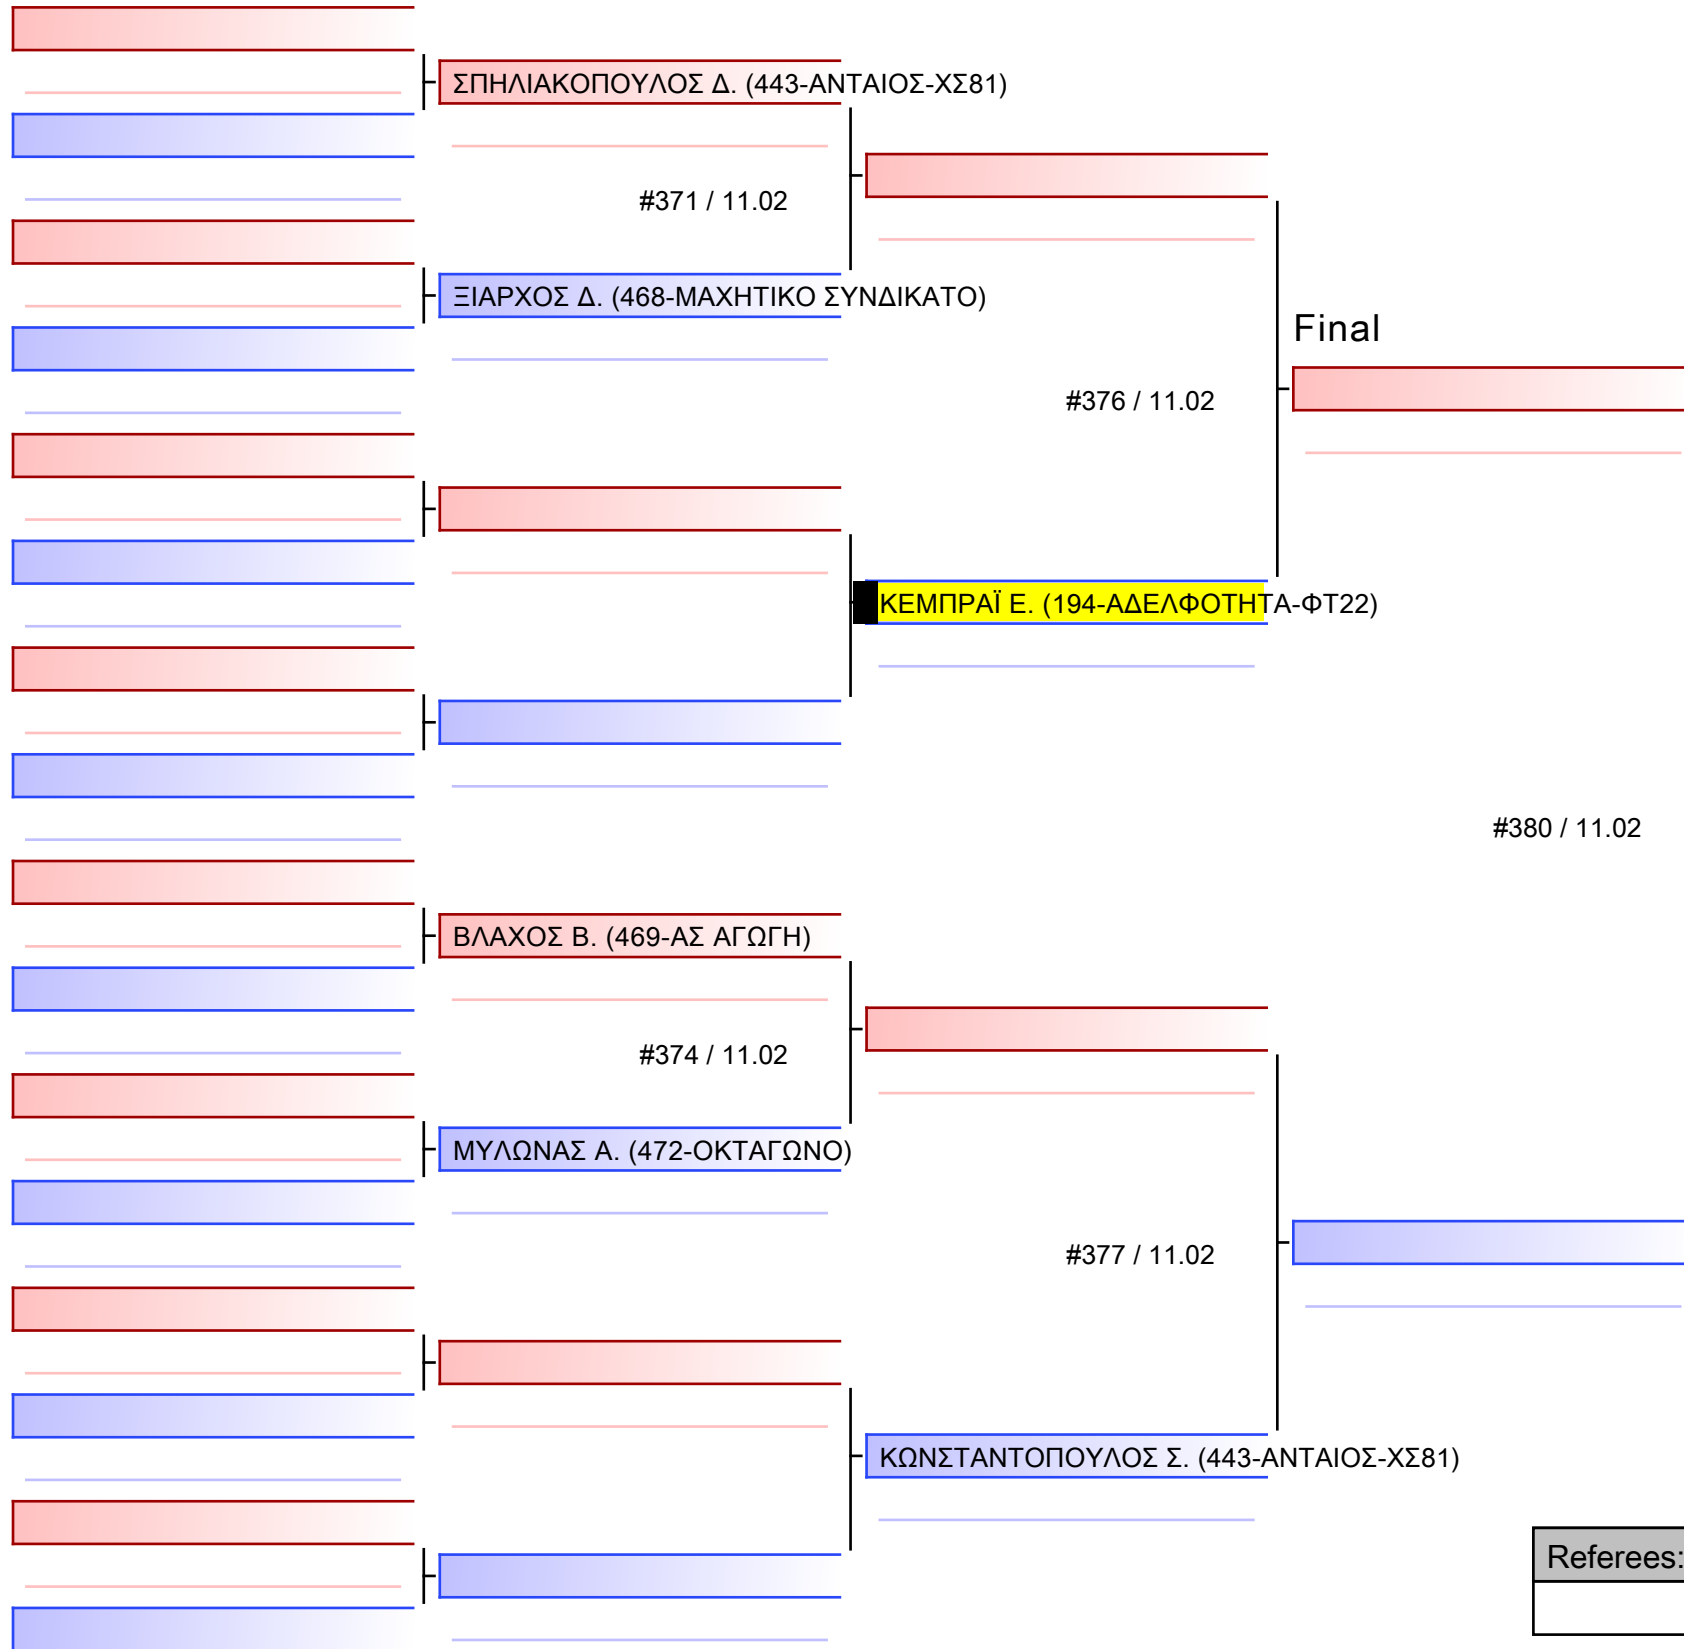 ΣΠΗΛΙΑΚΟΠΟΥΛΟΣ Δ. (443-ΑΝΤΑΙΟΣ-ΧΣ81)
#371 / 11.02
ΞΙΑΡΧΟΣ Δ. (468-ΜΑΧΗΤΙΚΟ ΣΥΝΔΙΚΑΤΟ)
Final
#376 / 11.02
ΚΕΜΠΡΑΪ Ε. (194-ΑΔΕΛΦΟΤΗΤΑ-ΦΤ22)
#380 / 11.02
ΒΛΑΧΟΣ Β. (469-ΑΣ ΑΓΩΓΗ)
#374 / 11.02
ΜΥΛΩΝΑΣ Α. (472-ΟΚΤΑΓΩΝΟ)
#377 / 11.02
ΚΩΝΣΤΑΝΤΟΠΟΥΛΟΣ Σ. (443-ΑΝΤΑΙΟΣ-ΧΣ81)
Referees: